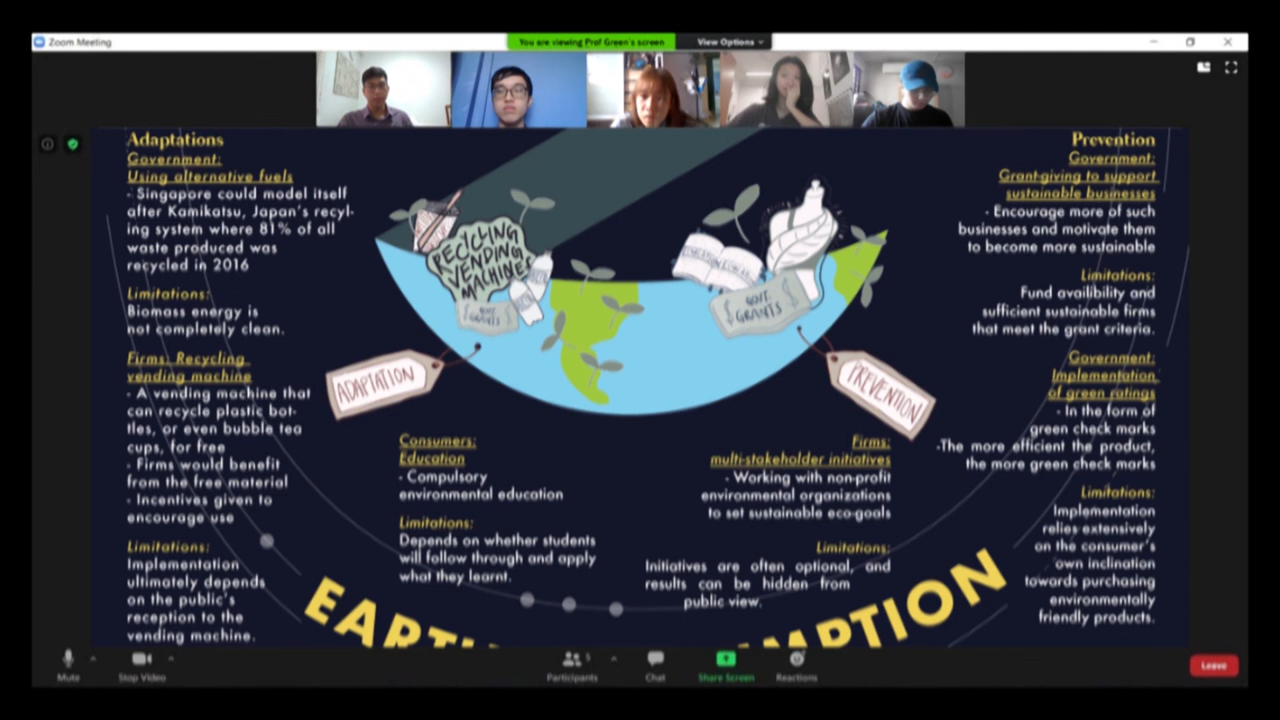 Zoom Meeting
You are viewing Prof Green's screen
View Options
Adaptations
Government:
Using alternative fuels
- Singapore could model itself
after Kamikatsu, Japan's recyl-
ing system where 81% of all
waste produced was
recycled in 2016
Limitations:
Biomass energy is
not completely clean.
Firms: Recycling
vending machine
- A vending machine that
can recycle plastic bot-
tles, or even bubble tea
cups, for free
- Firms would benefit
from the free material
- Incentives given to
encourage use
Limitations:
Implementation
ultimately depends
on the public's
reception to the
vending machine.
RECYCLING
VENDING
MACHINES
GOVT
GRANTS
ADAPTATION
Consumers:
Education
- Compulsory
environmental education
Limitations:
Depends on whether students
will follow through and apply
what they learnt.
GOVT.
GRANTS
PREVENTION
Firms:
multi-stakeholder initiatives
- Working with non-profit
environmental organizations
to set sustainable eco-goals
Limitations:
Initiatives are often optional, and
results can be hidden from
public view.
Prevention
Government:
Grant-giving to support
sustainable businesses
- Encourage more of such
businesses and motivate them
to become more sustainable
Limitations:
Fund availibility and
sufficient sustainable firms
that meet the grant criteria.
Government:
Implementation
of green ratings
- In the form of
green check marks
-The more efficient the product,
the more green check marks
Limitations:
Implementation
relies extensively
on the consumer's
own inclination
towards purchasing
environmentally
friendly products.
EARTH MPTION
Mute
Stop Video
Participants
5
Chat
Share Screen
Reactions
Leave